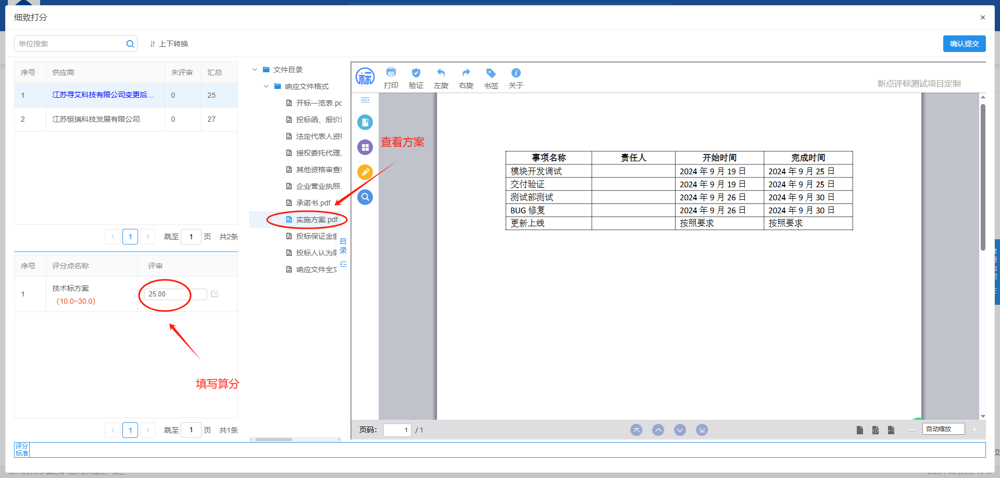 细致打分
×
单位搜索
上下转换
确认提交
序号 供应商 未评审 汇总
1 江苏寻艾科技有限公司变更后... 0 25
2 江苏恒瑞科技发展有限公司 0 27
1 跳至 1 页 共2条
序号 评分点名称 评审
1 技术标方案 25.00
（10.0~30.0）
填写算分
1 跳至 1 页 共1条
评分
标准
文件目录
响应文件格式
开标一览表.pd
投标函、报价
法定代表人资
授权委托代理
其他资格审查
企业营业执照.
承诺书.pdf
实施方案.pdf
投标保证金
投标人认为
响应文件全
目
录
标
打印 验证 左旋 右旋 书签 关于
新点评标测试项目定制
查看方案
事项名称 责任人 开始时间 完成时间
模块开发调试 2024 年 9 月 19 日 2024 年 9 月 25 日
交付验证 2024 年 9 月 19 日 2024 年 9 月 25 日
测试部测试 2024 年 9 月 26 日 2024 年 9 月 30 日
BUG 修复 2024 年 9 月 26 日 2024 年 9 月 30 日
更新上线 按照要求 按照要求
页码： 1 / 1
自动缩放